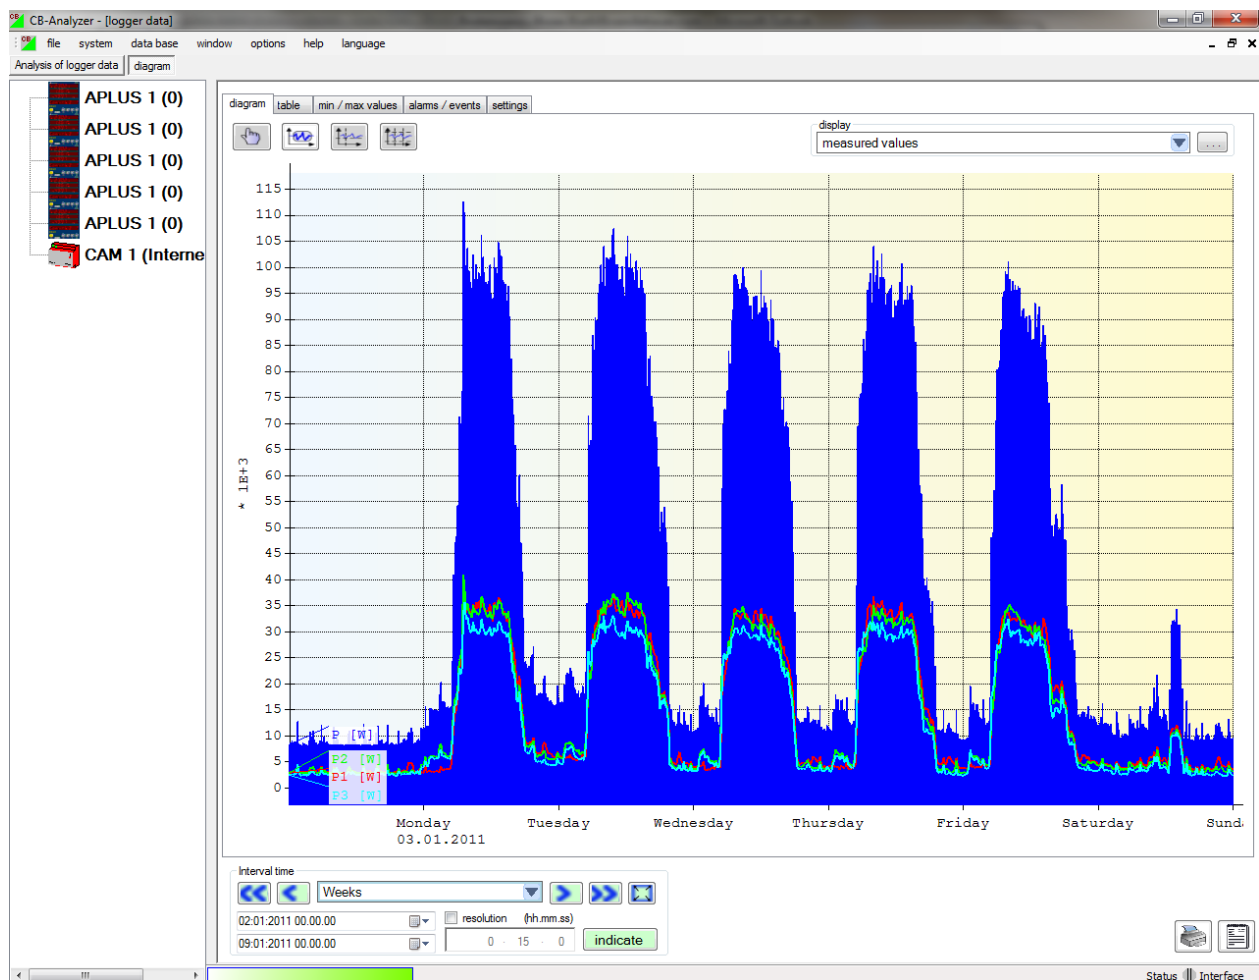 CB-Analyzer - [logger data]
file system data base window options help language
Analysis of logger data diagram
APLUS 1 (0)
APLUS 1 (0)
APLUS 1 (0)
APLUS 1 (0)
APLUS 1 (0)
CAM 1 (Interne
diagram table min / max values alarms / events settings
display
measured values
...
115
110
105
100
95
90
85
80
75
70
65
60
55
50
45
40
35
30
25
20
15
10
5
0
* 1E+3
P [W]
P2 [W]
P1 [W]
P3 [W]
Monday Tuesday Wednesday Thursday Friday Saturday Sund
03.01.2011
Interval time
Weeks
02:01:2011 00.00.00
resolution (hh.mm.ss)
09:01:2011 00.00.00
0 - 15 - 0
indicate
Status Interface